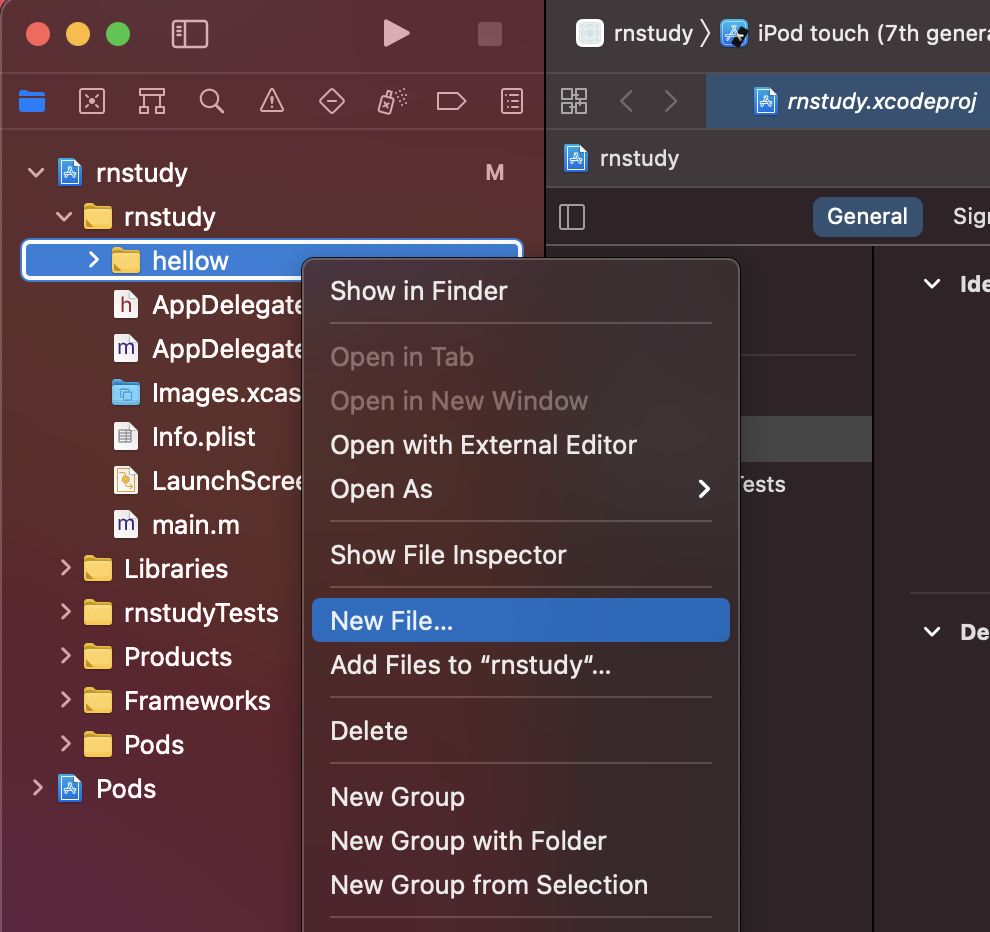 rnstudy
iPod touch (7th genera
rnstudy.xcodeproj
rnstudy
General
Sig
rnstudy
M
rnstudy
hellow
h AppDelegate
m AppDelegate
Images.xcas
Info.plist
LaunchScree
m main.m
Libraries
rnstudyTests
Products
Frameworks
Pods
Pods
Show in Finder
Open in Tab
Open in New Window
Open with External Editor
Open As
Show File Inspector
New File...
Add Files to “rnstudy“...
Delete
New Group
New Group with Folder
New Group from Selection
ests
Ide
De